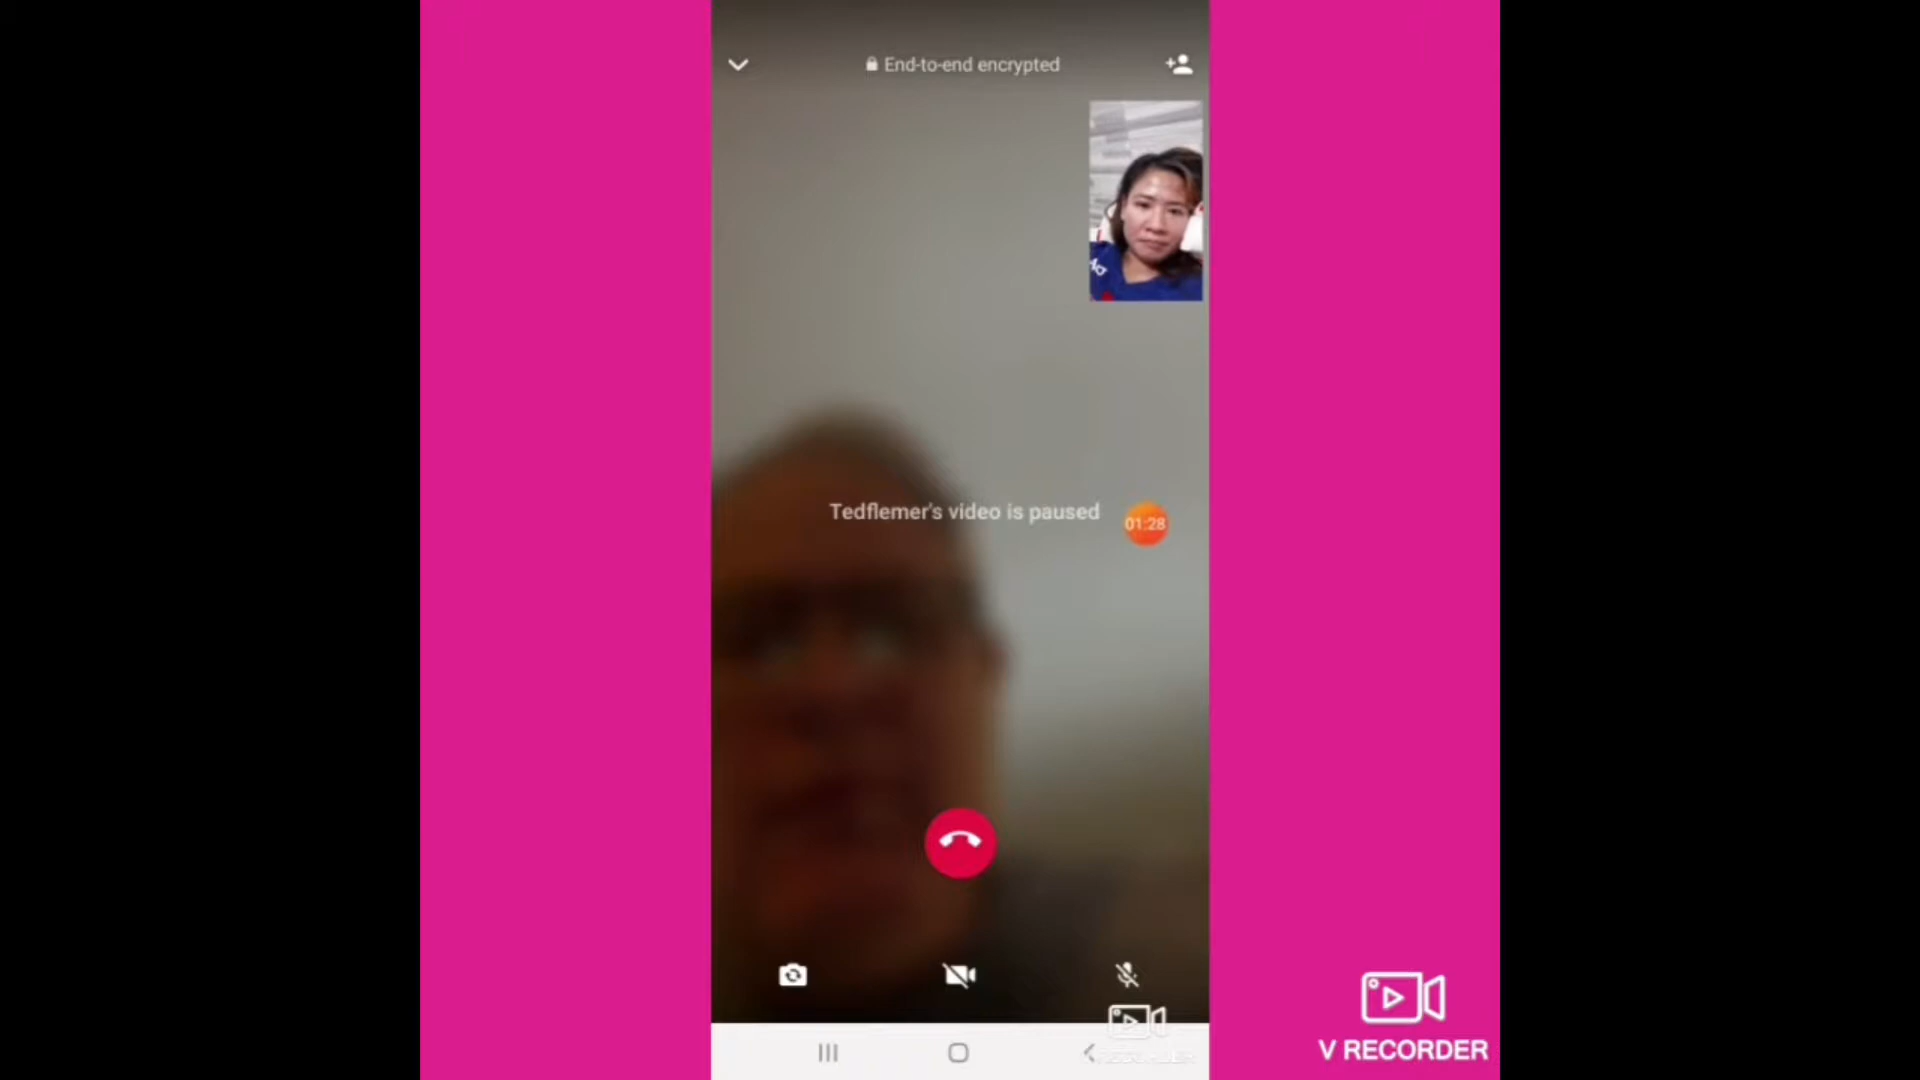 End-to-end encrypted
Tedflemer's video is paused
01:28
V RECORDER